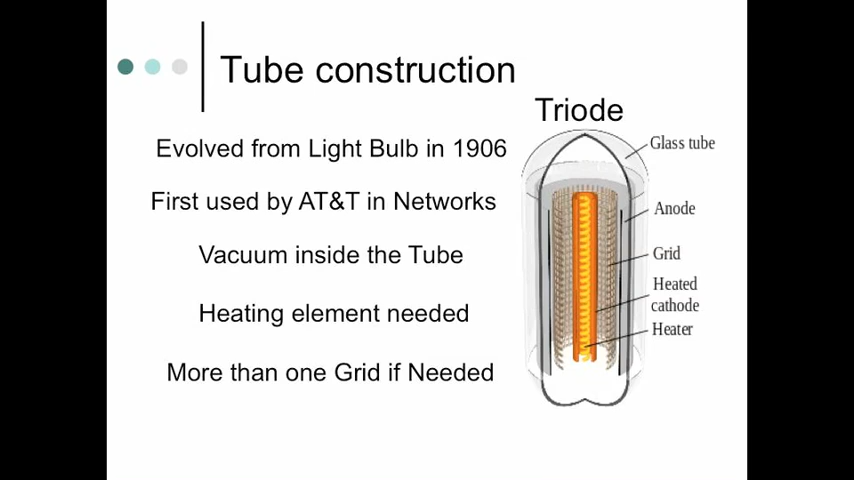 Tube construction
Triode
Evolved from Light Bulb in 1906
First used by AT&T in Networks
Vacuum inside the Tube
Heating element needed
More than one Grid if Needed
Glass tube
Anode
Grid
Heated
cathode
Heater